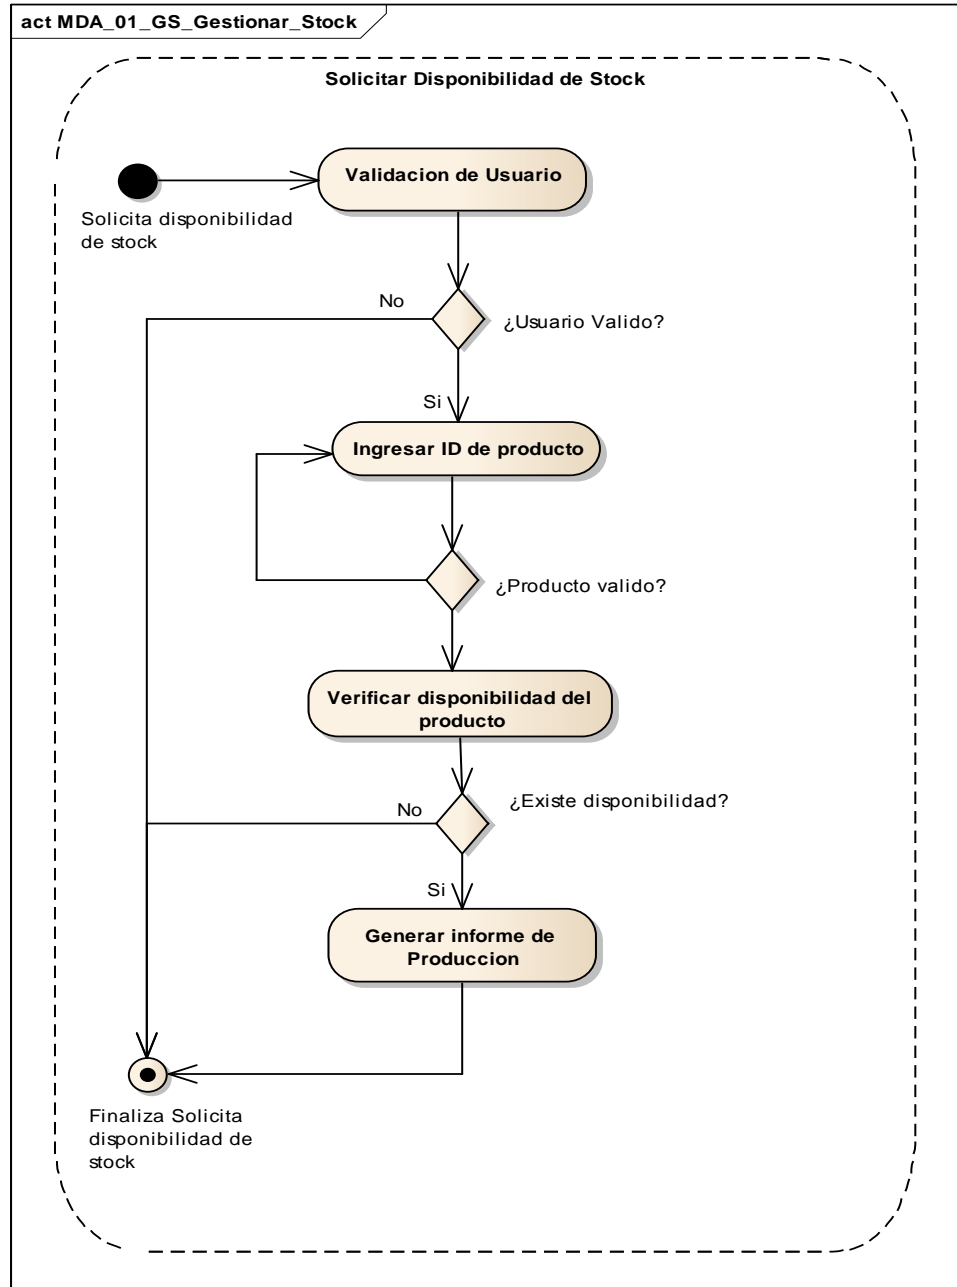 act MDA_01_GS_Gestionar_Stock
Solicitar Disponibilidad de Stock
Validacion de Usuario
Solicita disponibilidad
de stock
No
¿Usuario Valido?
Si
Ingresar ID de producto
¿Producto valido?
Verificar disponibilidad del
producto
¿Existe disponibilidad?
No
Si
Generar informe de
Produccion
Finaliza Solicita
disponibilidad de
stock